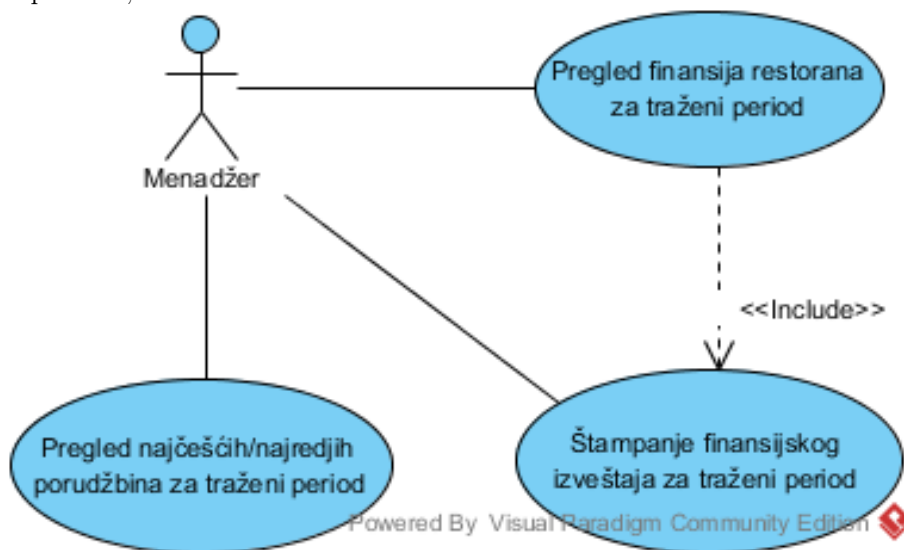 Pregled finansija restorana
za traženi period
Menadžer
<<Include>>
Pregled najčešćih/najredjih
porudžbina za traženi period
Štampanje finansijskog
izveštaja za traženi period
Powered By Visual Paradigm Community Edition